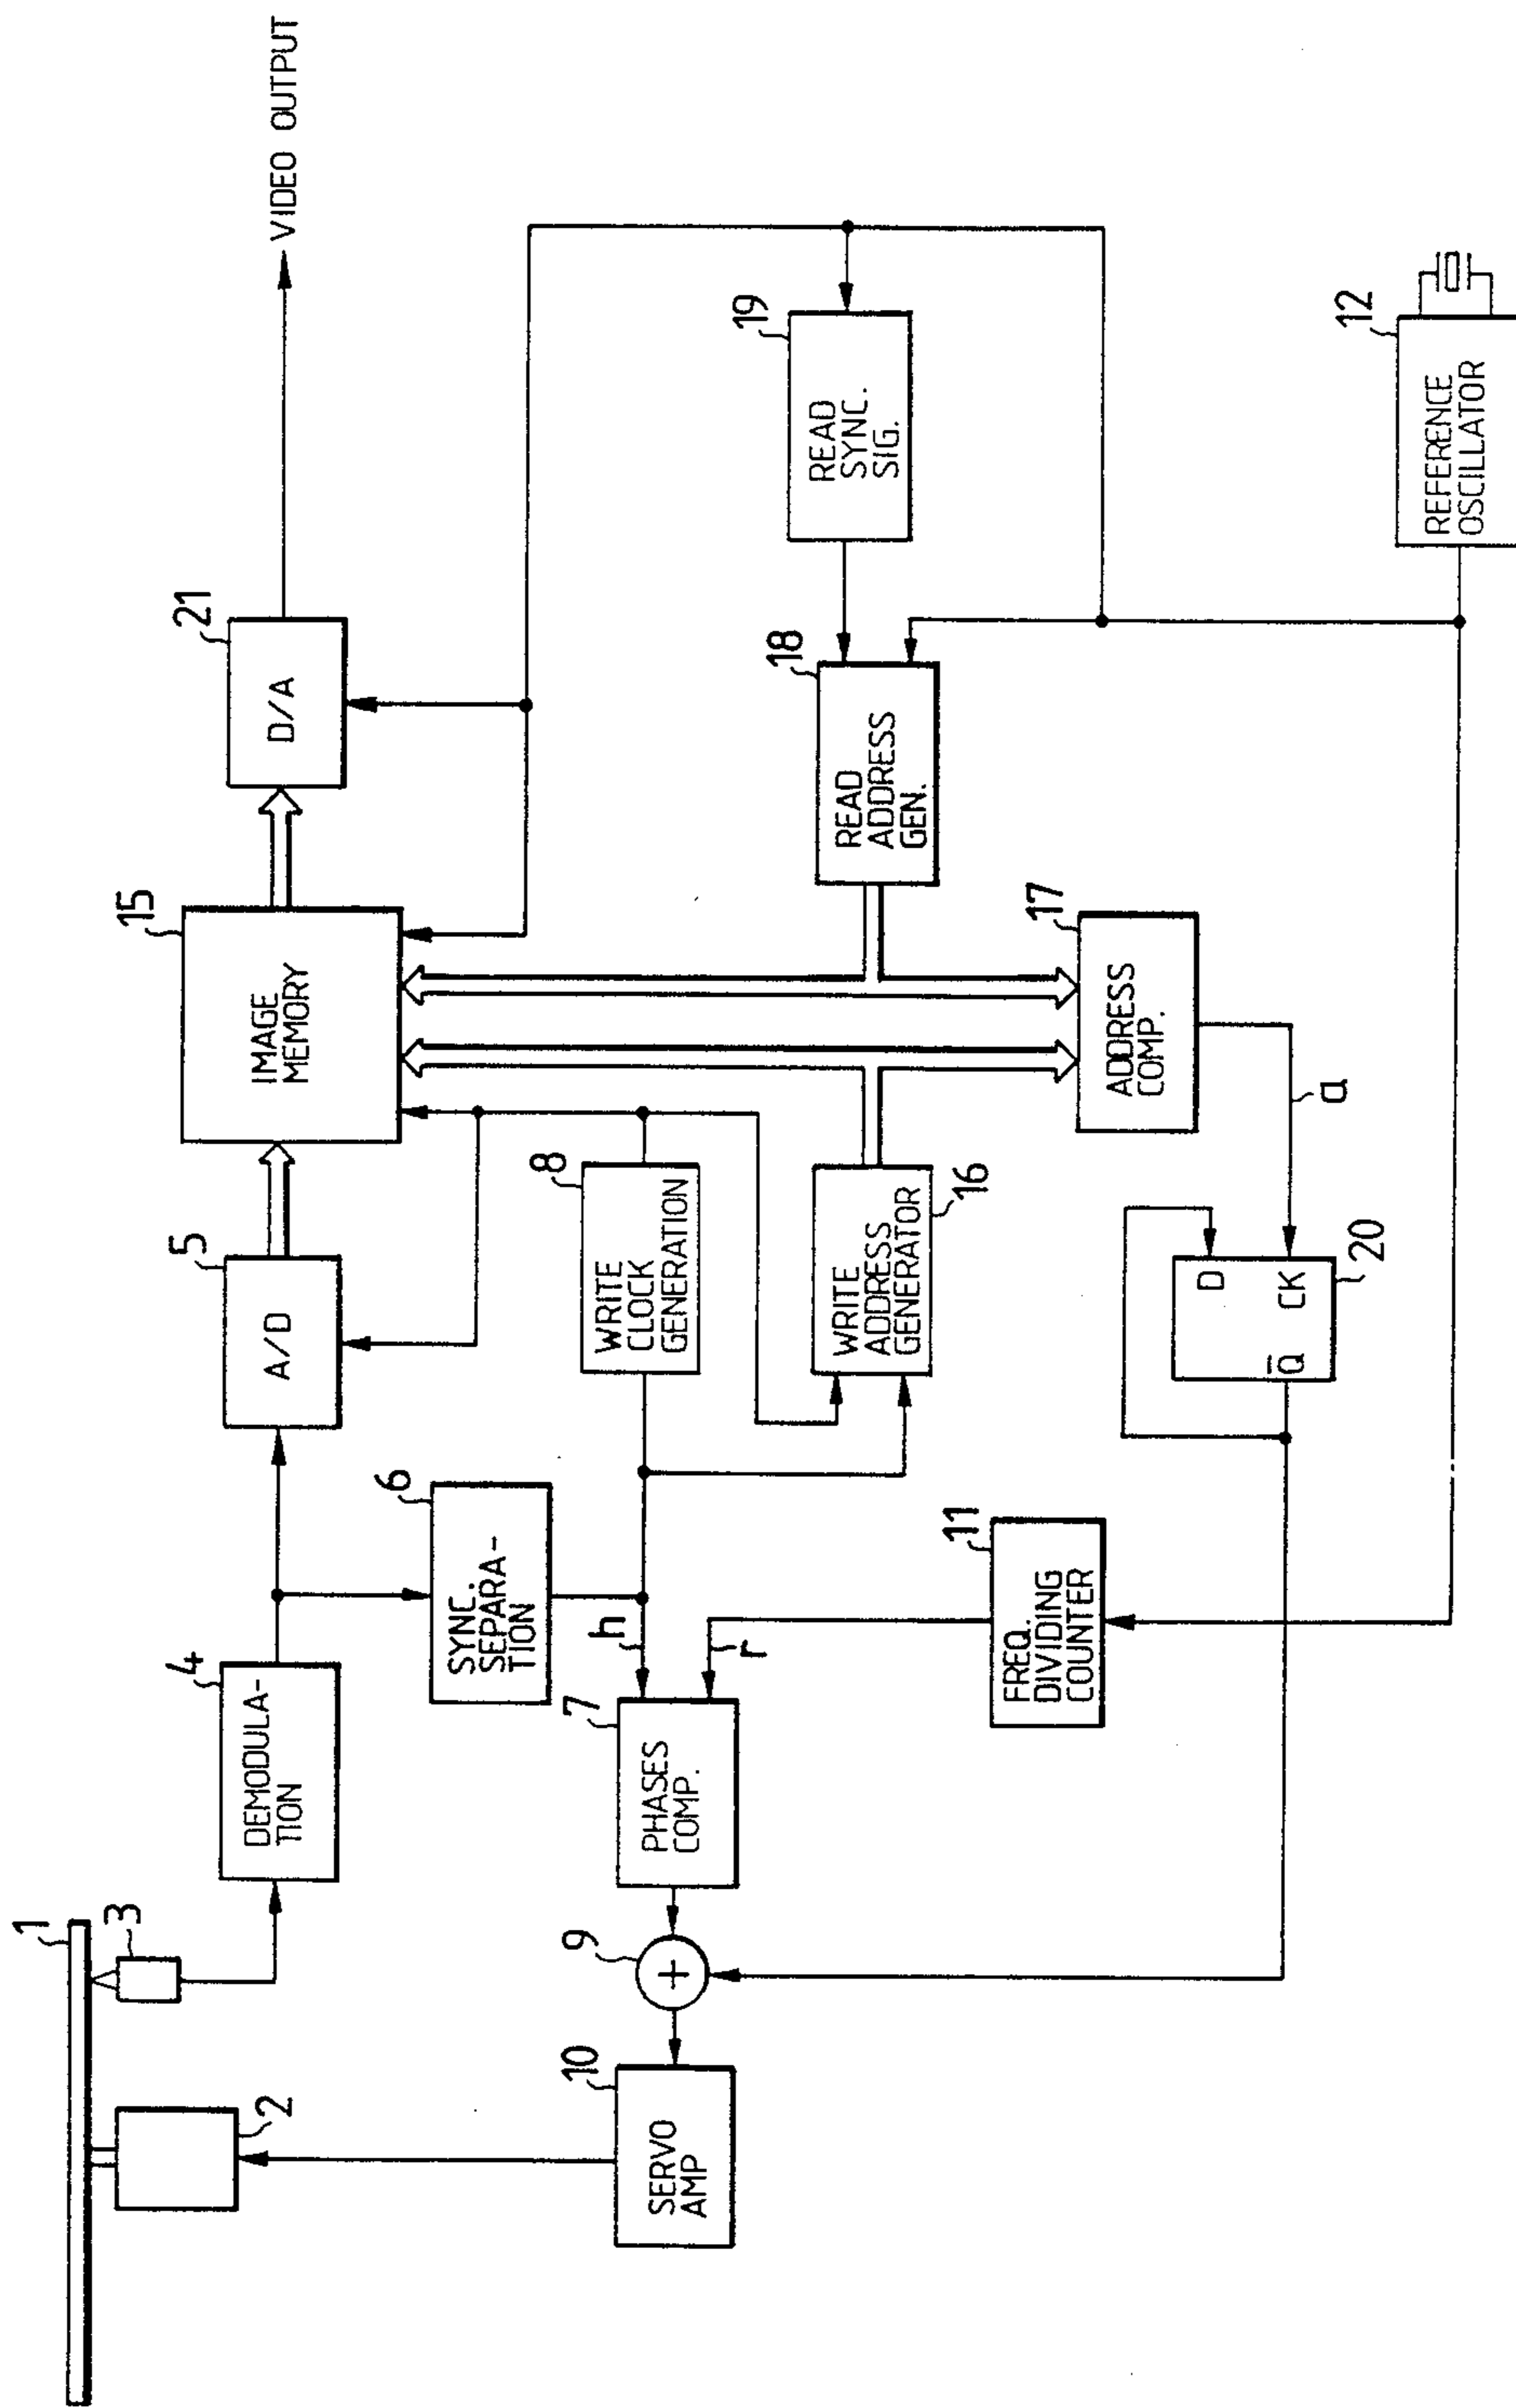 1
2
3
4
DEMODULA-
TION
5
A/D
15
IMAGE
MEMORY
21
D/A
VIDEO OUTPUT
6
SYNC.
SEPARA-
TION
8
WRITE
CLOCK
GENERATION
h
r
7
PHASES
COMP.
9
+
10
SERVO
AMP
16
WRITE
ADDRESS
GENERATOR
18
READ
ADDRESS
GEN.
19
READ
SYNC.
SIG.
11
FREQ.
DIVIDING
COUNTER
17
ADDRESS
COMP.
a
D
CK
Q̅
20
12
REFERENCE
OSCILLATOR